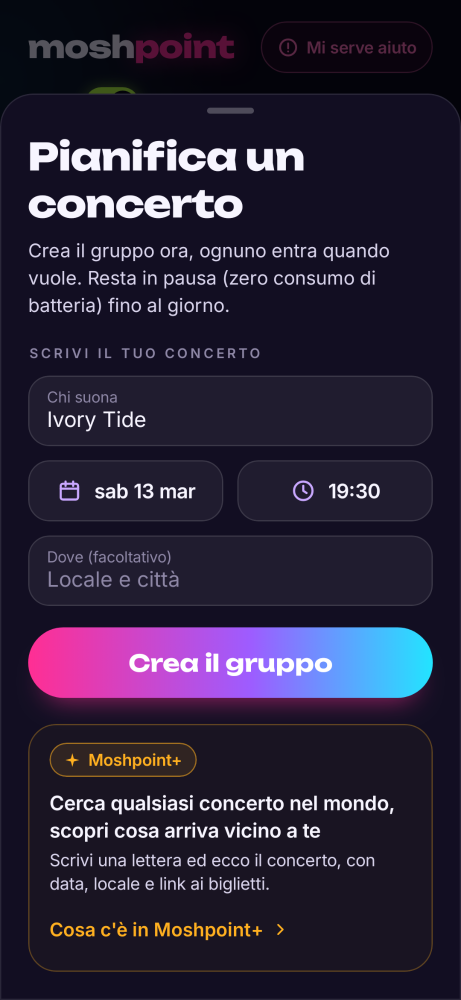 moshpoint
Mi serve aiuto
Pianifica un
concerto
Crea il gruppo ora, ognuno entra quando
vuole. Resta in pausa (zero consumo di
batteria) fino al giorno.
SCRIVI IL TUO CONCERTO
Chi suona
Ivory Tide
sab 13 mar
19:30
Dove (facoltativo)
Locale e città
Crea il gruppo
Moshpoint+
Cerca qualsiasi concerto nel mondo,
scopri cosa arriva vicino a te
Scrivi una lettera ed ecco il concerto, con
data, locale e link ai biglietti.
Cosa c'è in Moshpoint+